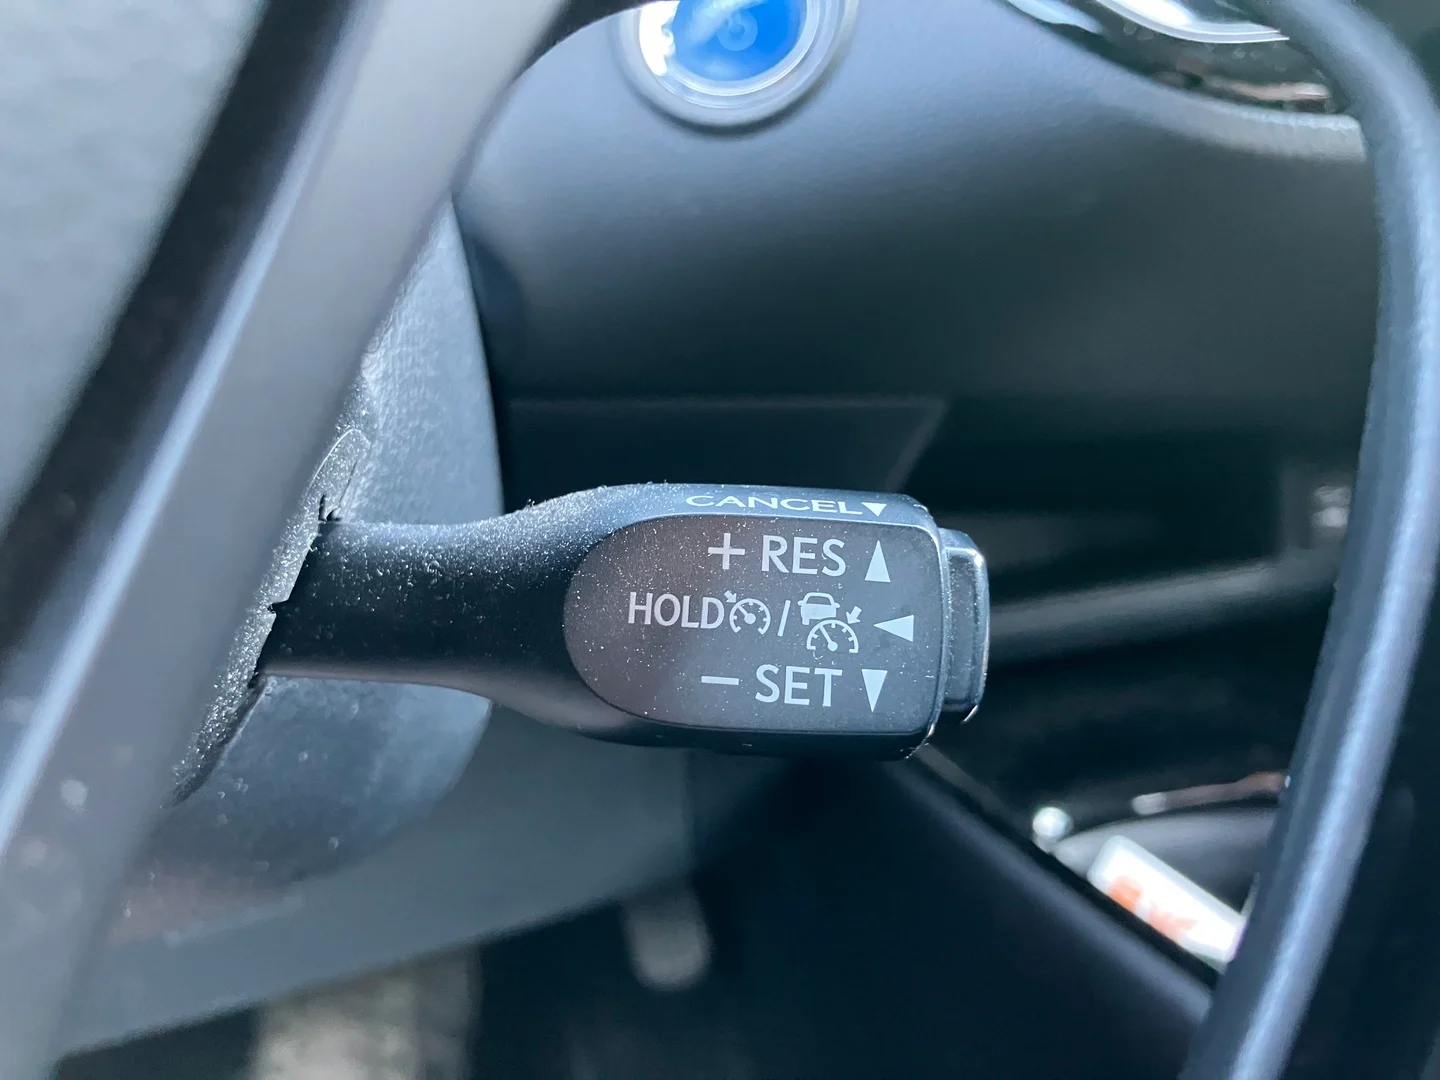 CANCEL
+ RES
HOLD /
− SET